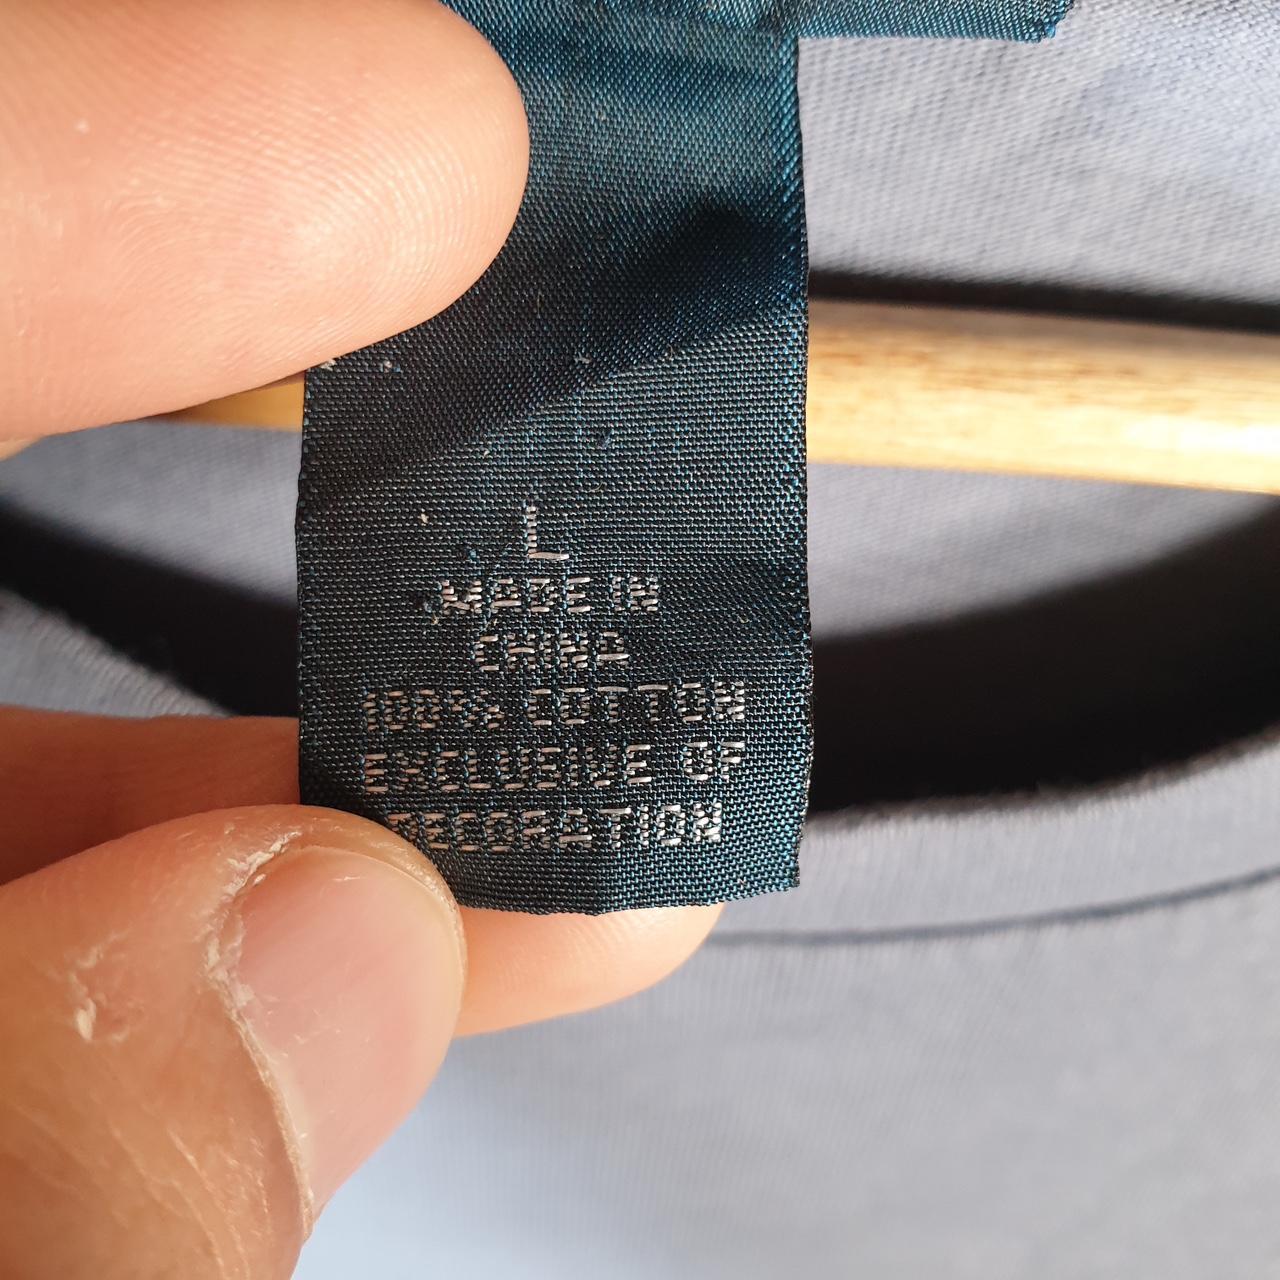 L
MADE IN
CHINA
100% COTTON
EXCLUSIVE OF
DECORATION